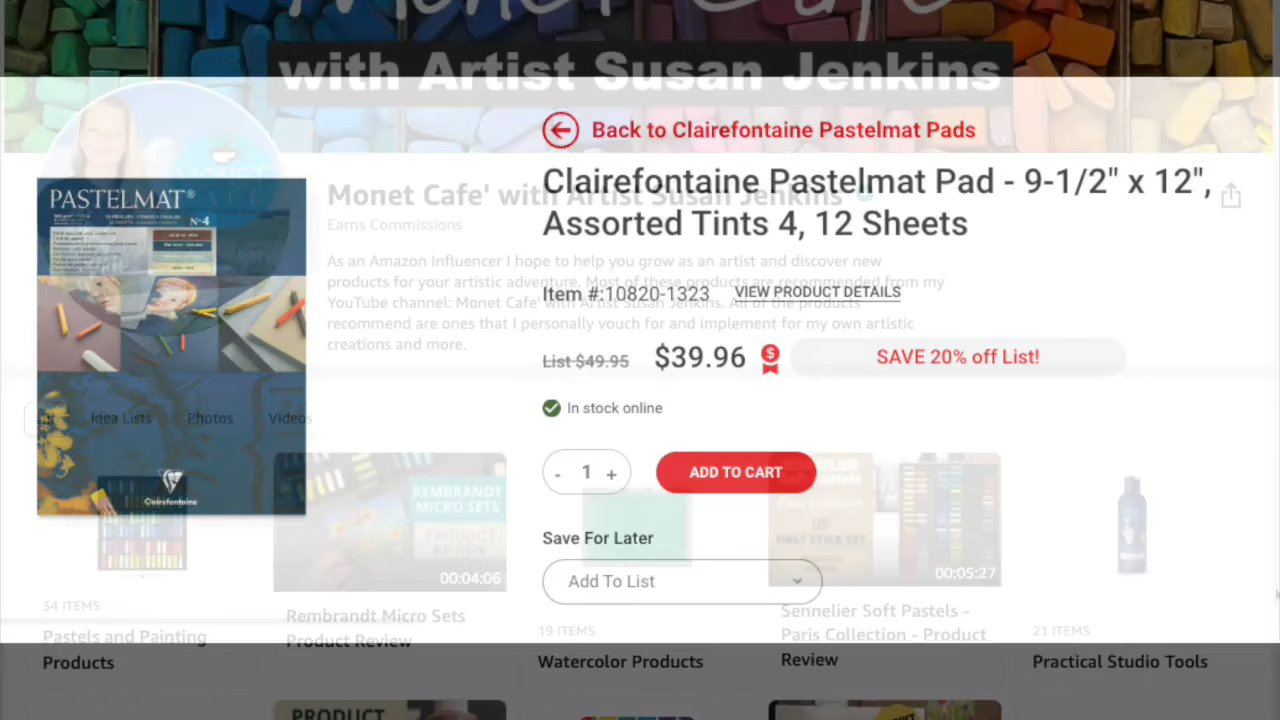 Monet Cafe'
with Artist Susan Jenkins
Back to Clairefontaine Pastelmat Pads
Clairefontaine Pastelmat Pad - 9-1/2" x 12",
Assorted Tints 4, 12 Sheets
Item #:10820-1323 VIEW PRODUCT DETAILS
List $49.95 $39.96 SAVE 20% off List!
In stock online
- 1 + ADD TO CART
Save For Later
Add To List
PASTELMAT®
Nº4
Clairefontaine
Monet Cafe' with Artist Susan Jenkins
Earns Commissions
As an Amazon Influencer I hope to help you grow as an artist and discover new
products for your artistic adventure. Most of these products are recommended from my
YouTube channel: Monet Cafe' with Artist Susan Jenkins. All of the products I
recommend are ones that I personally vouch for and implement for my own artistic
creations and more.
Idea Lists Photos Videos
REMBRANDT
MICRO SETS
PRODUCT
REVIEW
00:04:06
HALF STICK SET
00:05:27
34 ITEMS
Pastels and Painting
Products
Rembrandt Micro Sets
Product Review
19 ITEMS
Watercolor Products
Sennelier Soft Pastels -
Paris Collection - Product
Review
21 ITEMS
Practical Studio Tools
PRODUCT